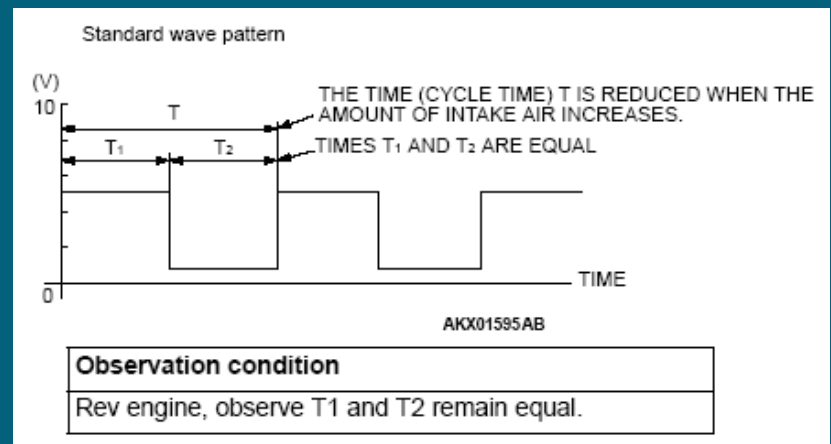 Standard wave pattern
(V)
10
THE TIME (CYCLE TIME) T IS REDUCED WHEN THE
AMOUNT OF INTAKE AIR INCREASES.
T
T₁
T₂
TIMES T₁ AND T₂ ARE EQUAL
TIME
0
AKX01595AB
Observation condition
Rev engine, observe T1 and T2 remain equal.